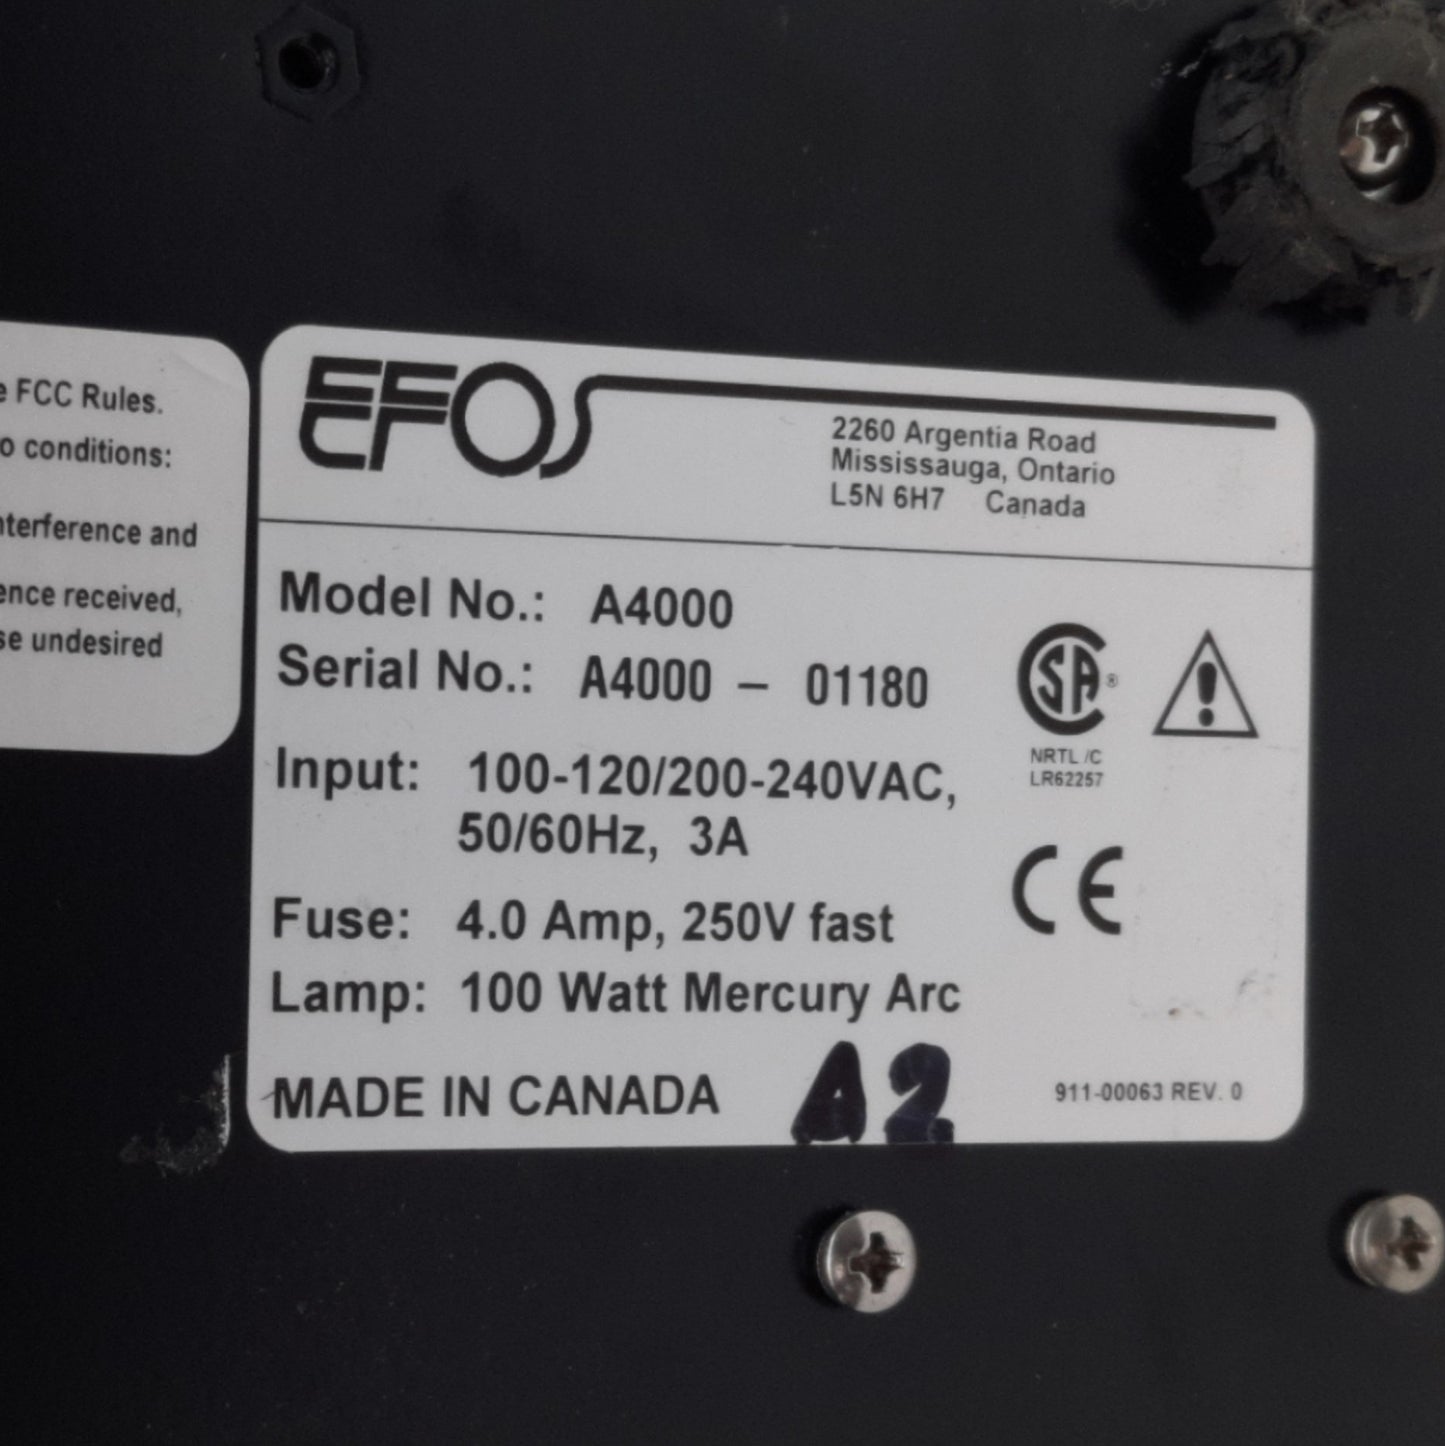 e FCC Rules.
o conditions:
nterference and
ence received,
se undesired
EFOS
2260 Argentia Road
Mississauga, Ontario
L5N 6H7 Canada
Model No.: A4000
Serial No.: A4000 – 01180
Input: 100-120/200-240VAC,
50/60Hz, 3A
Fuse: 4.0 Amp, 250V fast
Lamp: 100 Watt Mercury Arc
MADE IN CANADA
A2
SA®
NRTL /C
LR62257
CE
911-00063 REV. 0